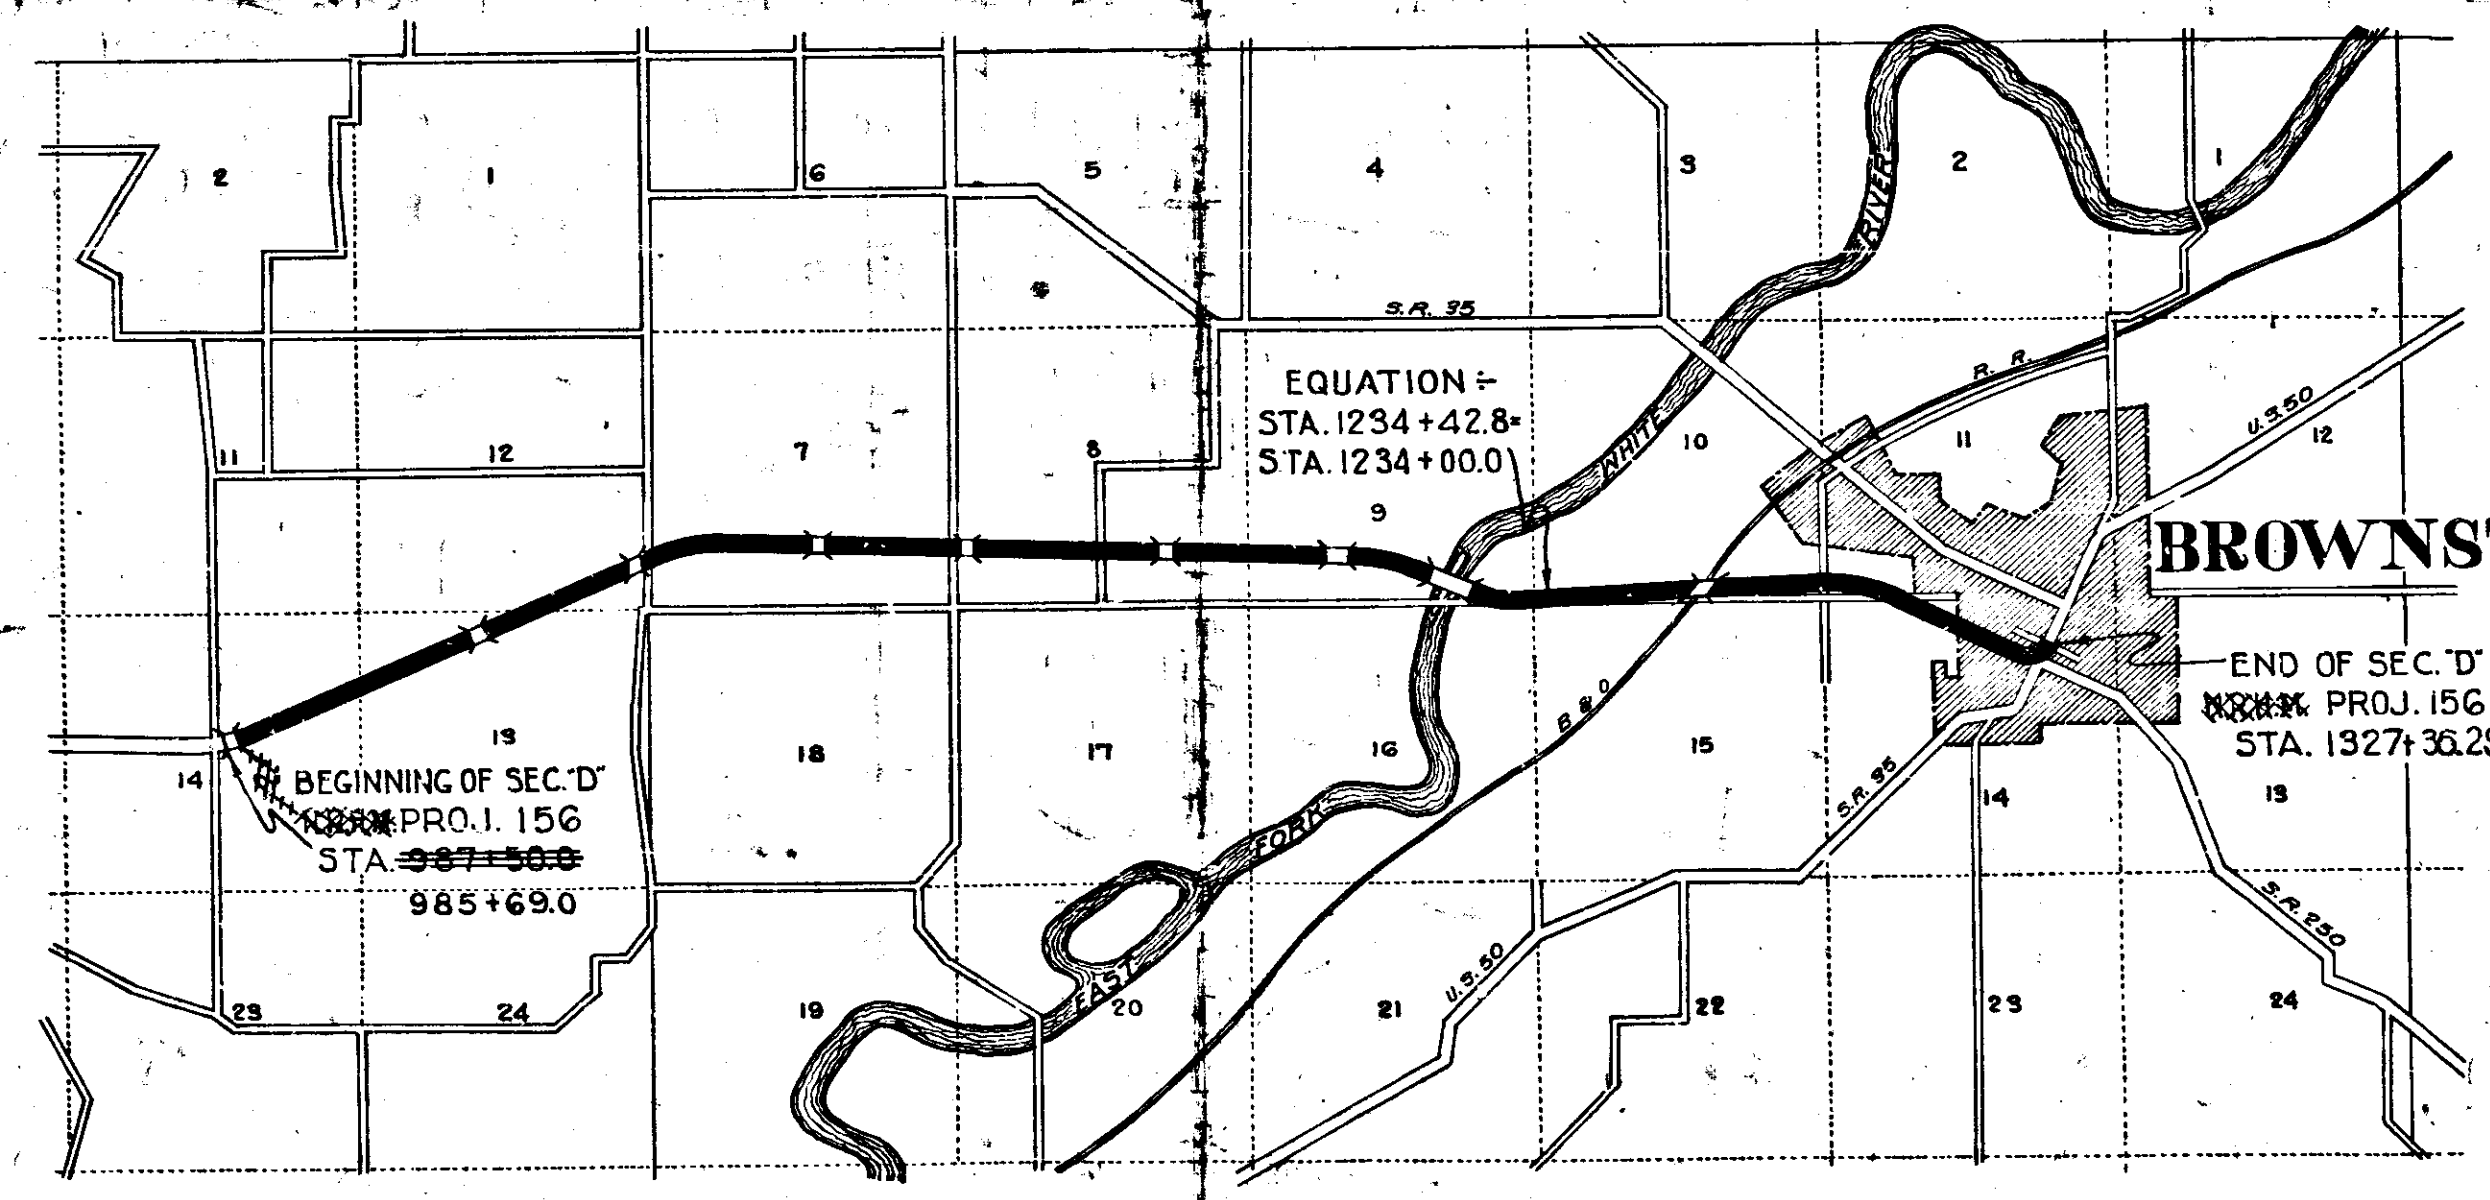 2
1
6
5
4
3
2
1
RIVER
S.R. 35
R. R.
U.S. 50
EQUATION :-
STA. 1234+42.8=
STA. 1234+00.0
WHITE
11
12
7
8
9
10
11
12
BROWNS
END OF SEC. "D"
PROJ. 156
STA. 1327+36.2
B & O
13
18
17
16
15
14
BEGINNING OF SEC. "D"
PROJ. 156
STA. 987+50.0
985+69.0
S.R. 35
14
13
FORK
EAST
S.R. 250
U.S. 50
23
24
19
20
21
22
23
24